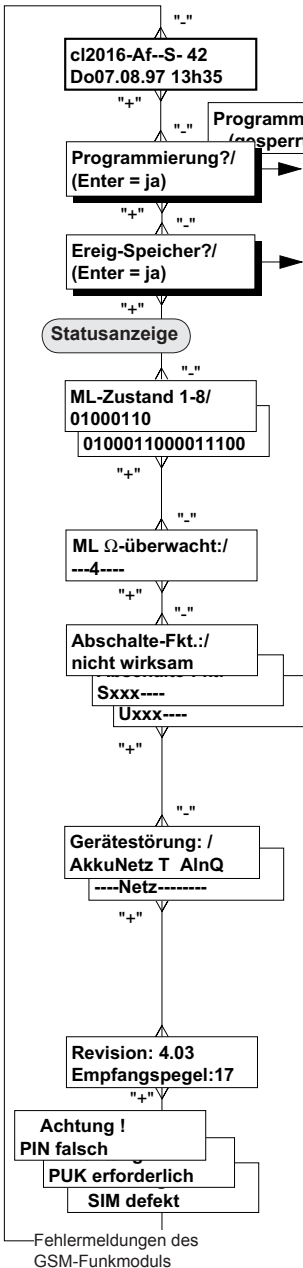 "-"
cl2016-Af--S- 42
Do07.08.97 13h35
"+"
"-"
Programmierung?/
(Enter = ja)
"+"
"-"
Ereig-Speicher?/
(Enter = ja)
"+"
Statusanzeige
"-"
ML-Zustand 1-8/
01000110
0100011000011100
"+"
"-"
ML Ω-überwacht:/
---4----
"+"
"-"
Abschalte-Fkt.:/
nicht wirksam
Sxxx----
Uxxx----
"+"
"-"
Gerätestörung: /
AkkuNetz T AInQ
----Netz--------
"+"
Revision: 4.03
Empfangspegel:17
"+"
Achtung !
PIN falsch
PUK erforderlich
SIM defekt
Fehlermeldungen des
GSM-Funkmoduls